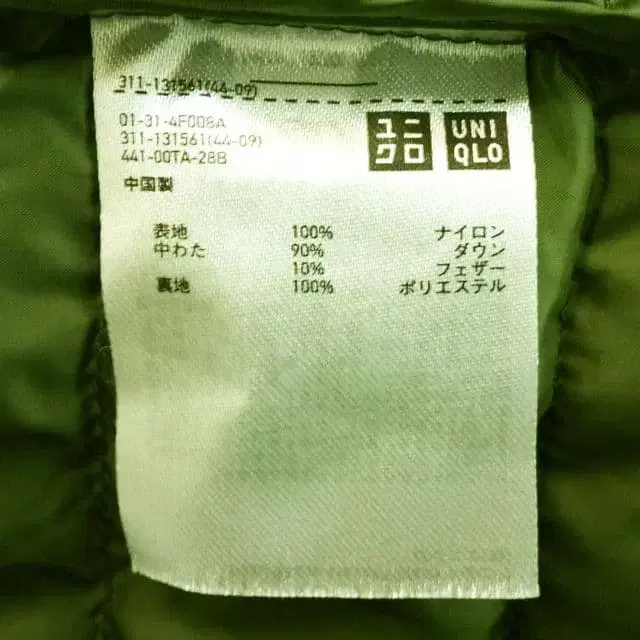 311-131561(44-09)
01-31-4F008A
311-131561(44-09)
441-00TA-28B
ユニクロ
UNIQLO
中国製
表地 100% ナイロン
中わた 90% ダウン
10% フェザー
裏地 100% ポリエステル